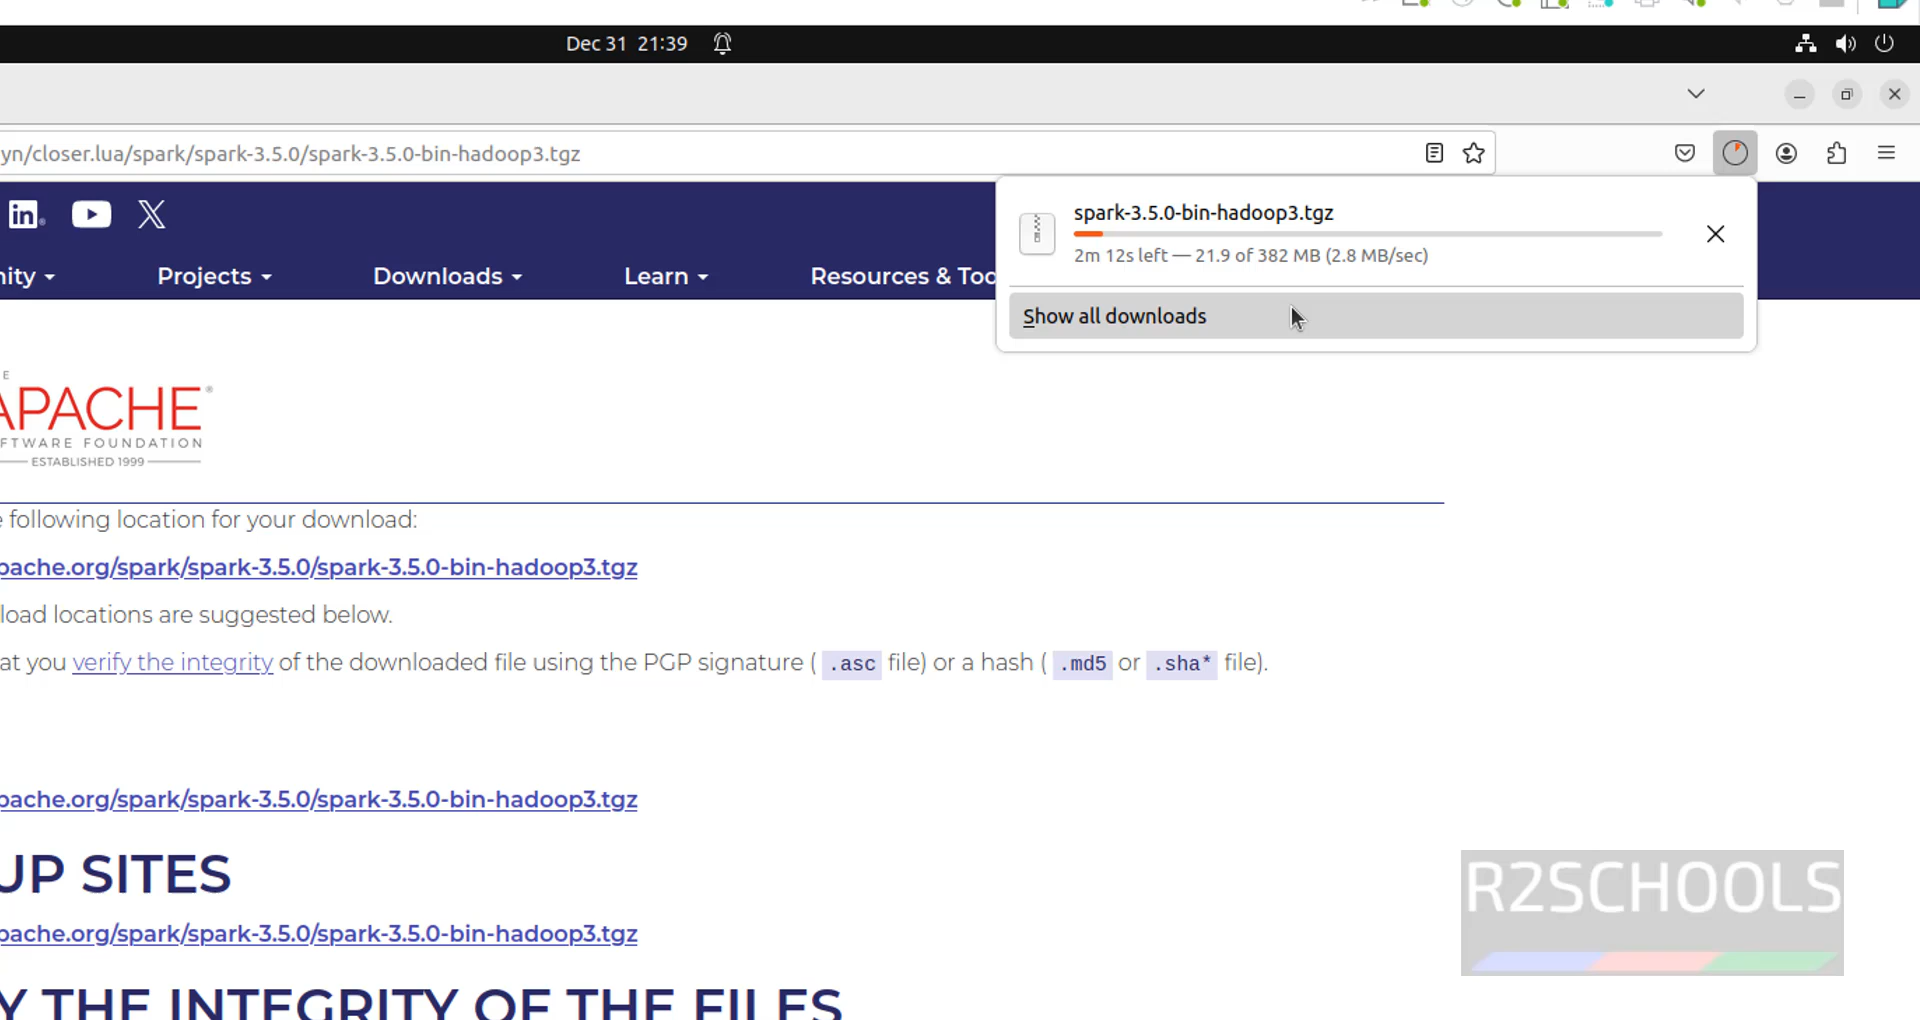 Dec 31 21:39
yn/closer.lua/spark/spark-3.5.0/spark-3.5.0-bin-hadoop3.tgz
spark-3.5.0-bin-hadoop3.tgz
2m 12s left — 21.9 of 382 MB (2.8 MB/sec)
Show all downloads
in
nity Projects Downloads Learn Resources & Too
E
APACHE®
FTWARE FOUNDATION
ESTABLISHED 1999
e following location for your download:
pache.org/spark/spark-3.5.0/spark-3.5.0-bin-hadoop3.tgz
load locations are suggested below.
at you verify the integrity of the downloaded file using the PGP signature ( .asc file) or a hash ( .md5 or .sha* file).
pache.org/spark/spark-3.5.0/spark-3.5.0-bin-hadoop3.tgz
UP SITES
pache.org/spark/spark-3.5.0/spark-3.5.0-bin-hadoop3.tgz
Y THE INTEGRITY OF THE FILES
R2SCHOOLS